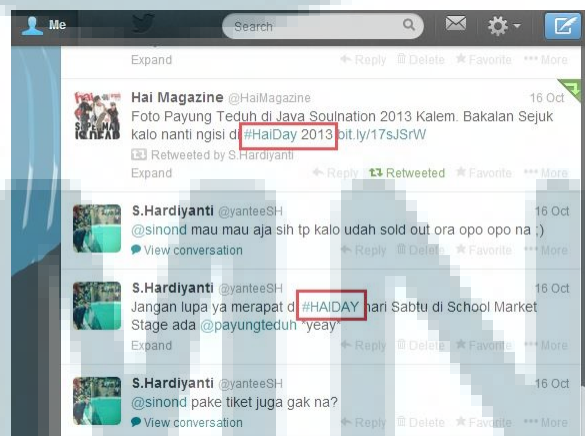 Me
Search
Expand
Reply Delete Favorite More
Hai Magazine @HaiMagazine 16 Oct
Foto Payung Teduh di Java Soulnation 2013 Kalem. Bakalan Sejuk
kalo nanti ngisi di #HaiDay 2013 bit.ly/17sJSrW
Retweeted by S.Hardiyanti
Expand
Reply Retweeted Favorite More
S.Hardiyanti @yanteeSH 16 Oct
@sinond mau mau aja sih tp kalo udah sold out ora opo opo na ;)
View conversation
Reply Delete Favorite More
S.Hardiyanti @yanteeSH 16 Oct
Jangan lupa ya merapat d #HAIDAY hari Sabtu di School Market
Stage ada @payungteduh *yeay*
Expand
Reply Delete Favorite More
S.Hardiyanti @yanteeSH 16 Oct
@sinond pake tiket juga gak na?
View conversation
Reply Delete Favorite More